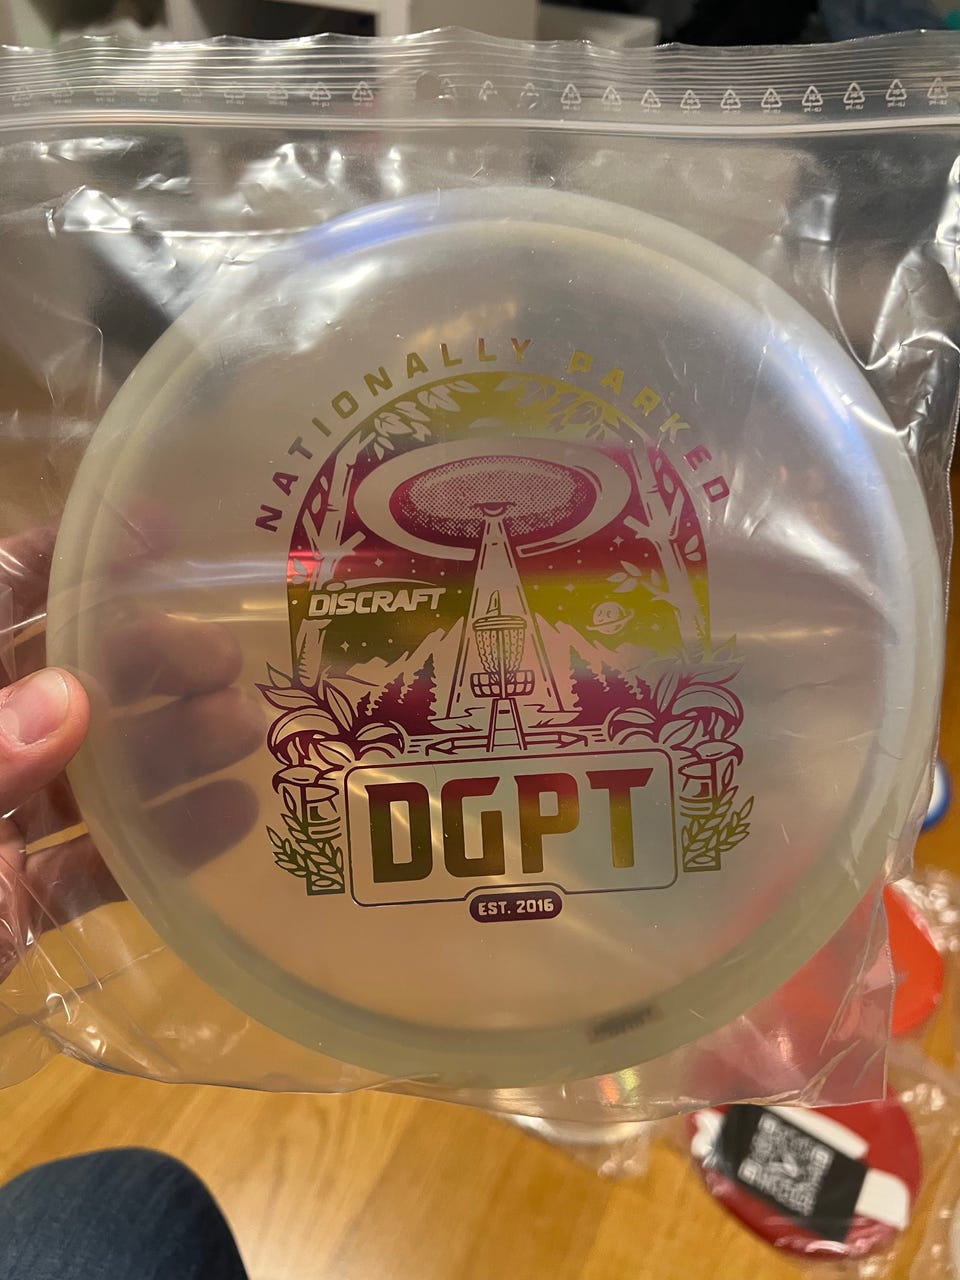 NATIONALLY PARKED
DISCRAFT
DGPT
EST. 2016